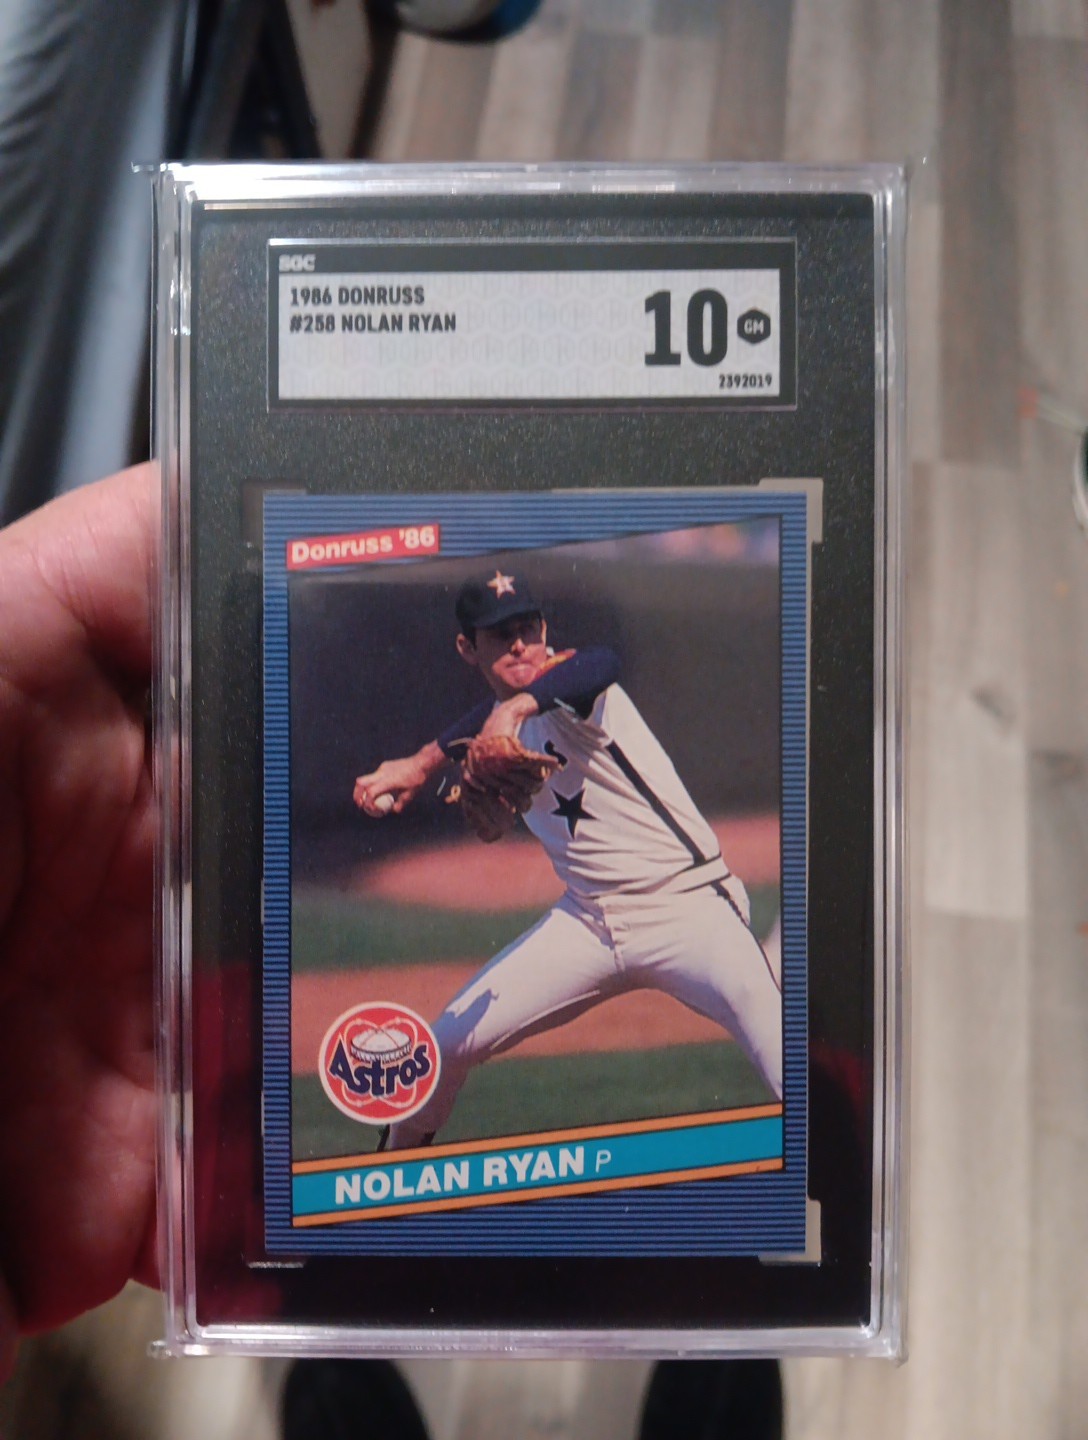 SGC
1986 DONRUSS
#258 NOLAN RYAN
10
GM
2392019
Donruss '86
Astros
NOLAN RYAN P